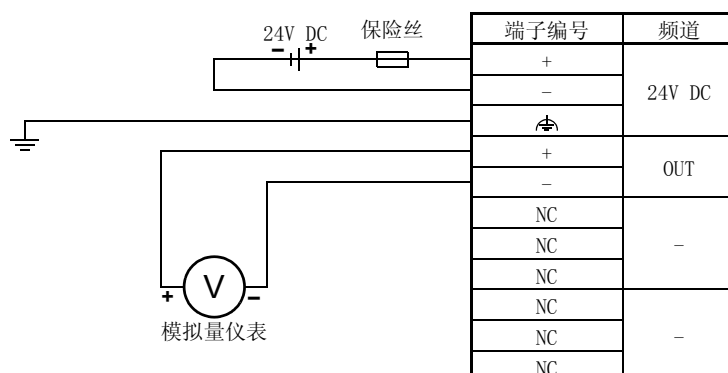 24V DC 保险丝 端子编号 频道
− + + 24V DC
−
+ OUT
−
NC −
NC
NC
V
+ −
模拟量仪表
NC −
NC
NC